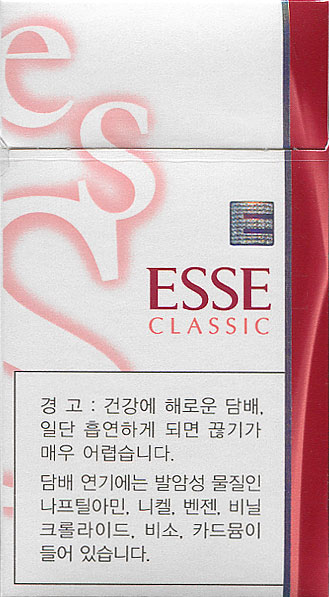 es
ESSE
CLASSIC
경 고 : 건강에 해로운 담배,
일단 흡연하게 되면 끊기가
매우 어렵습니다.
담배 연기에는 발암성 물질인
나프틸아민, 니켈, 벤젠, 비닐
크롤라이드, 비소, 카드뮴이
들어 있습니다.